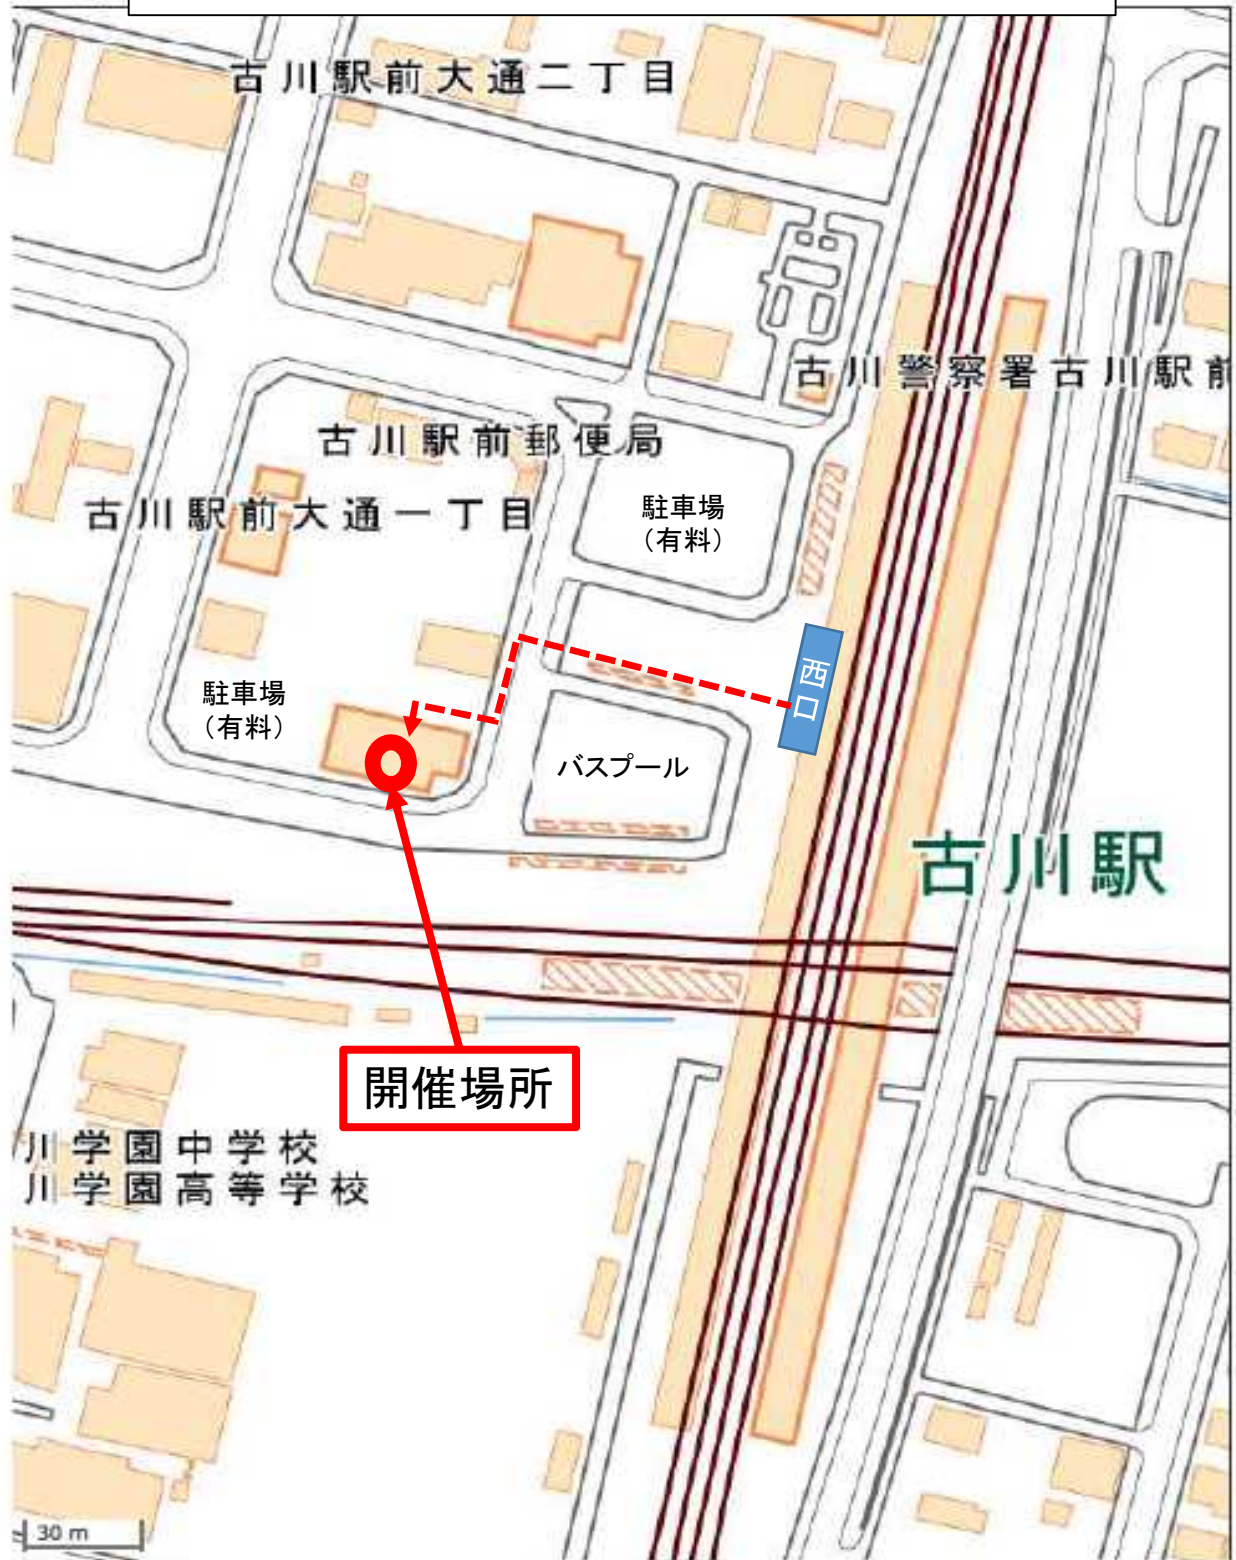 古川駅前大通二丁目
古川警察署古川駅前
古川駅前郵便局
古川駅前大通一丁目
駐車場
（有料）
西口
駐車場
（有料）
バスプール
古川駅
開催場所
川学園中学校
川学園高等学校
30 m